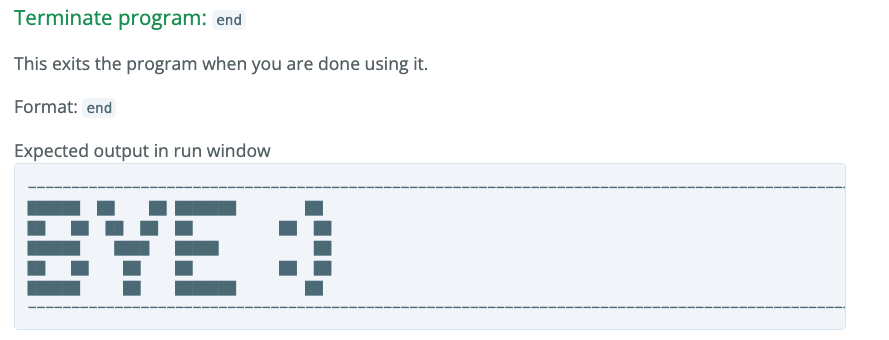 Terminate program: end
This exits the program when you are done using it.
Format: end
Expected output in run window
BYE :)